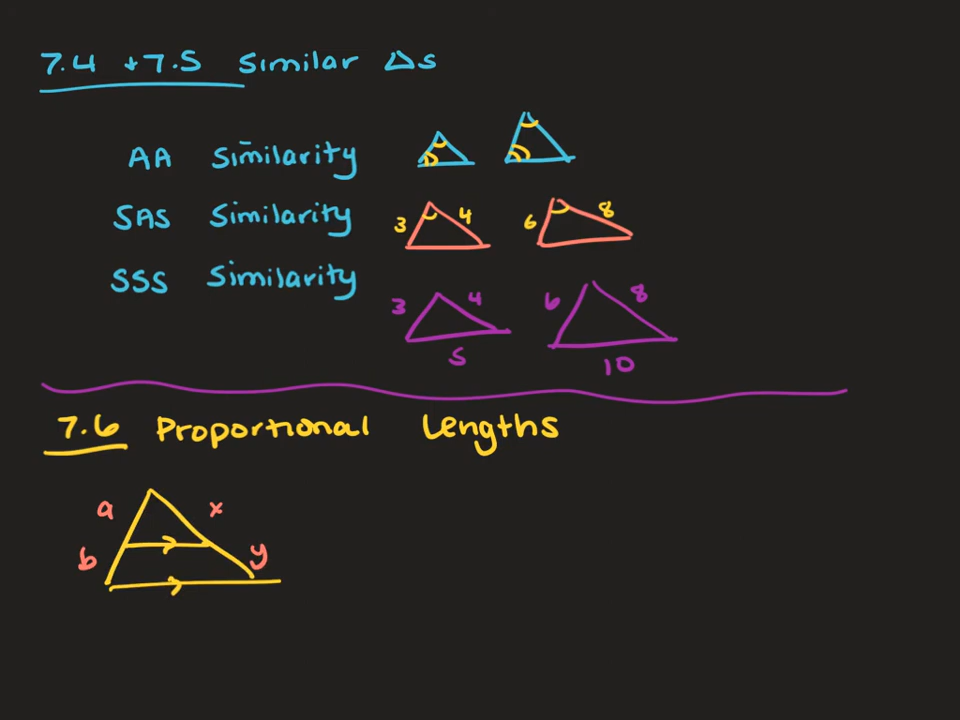 7.4 + 7.5 Similar Δs
AA Similarity
SAS Similarity
3 4 6 8
SSS Similarity
3 4 6 8
5 10
7.6 Proportional Lengths
a x
b y